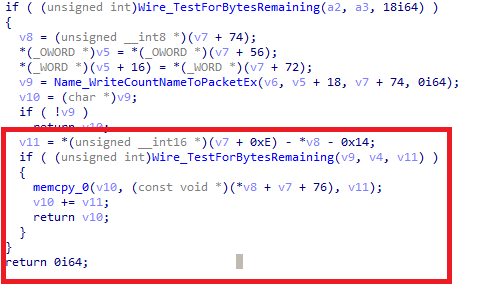 if ( (unsigned int)Wire_TestForBytesRemaining(a2, a3, 18i64) )
{
v8 = (unsigned __int8 *)(v7 + 74);
*(_OWORD *)v5 = *(_OWORD *)(v7 + 56);
*(_WORD *)(v5 + 16) = *(_WORD *)(v7 + 72);
v9 = Name_WriteCountNameToPacketEx(v6, v5 + 18, v7 + 74, 0i64);
v10 = (char *)v9;
if ( !v9 )
return v10;
v11 = *(unsigned __int16 *)(v7 + 0xE) - *v8 - 0x14;
if ( (unsigned int)Wire_TestForBytesRemaining(v9, v4, v11) )
{
memcpy_0(v10, (const void *)(*v8 + v7 + 76), v11);
v10 += v11;
return v10;
}
}
return 0i64;